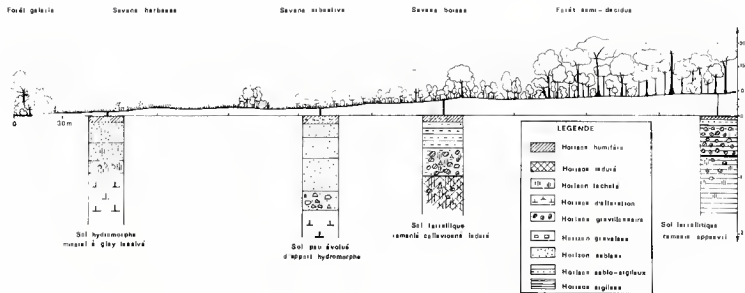 Forêt galerie
Savane herbeuse
Savane arbustive
Savane boisée
Forêt semi-décidue
0
30m
LEGENDE
Horizon humifère
Horizon induré
Horizon tacheté
Horizon d'altération
Horizon gravillonnaire
Horizon graveleux
Horizon sableux
Horizon sablo-argileux
Horizon argileux
Sol hydromorphe
minéral à gley lessivé
Sol peu évolué
d'apport hydromorphe
Sol ferrallitique
remanié colluvionné induré
Sol ferrallitique
remanié appauvri